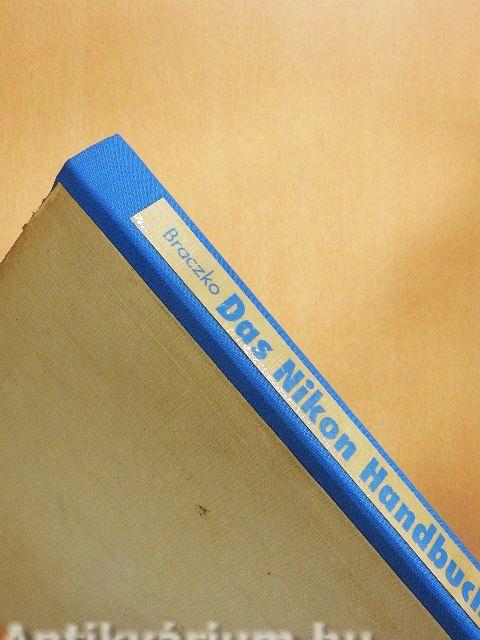 Braczko Das Nikon Handbuch
Antikvárium.hu